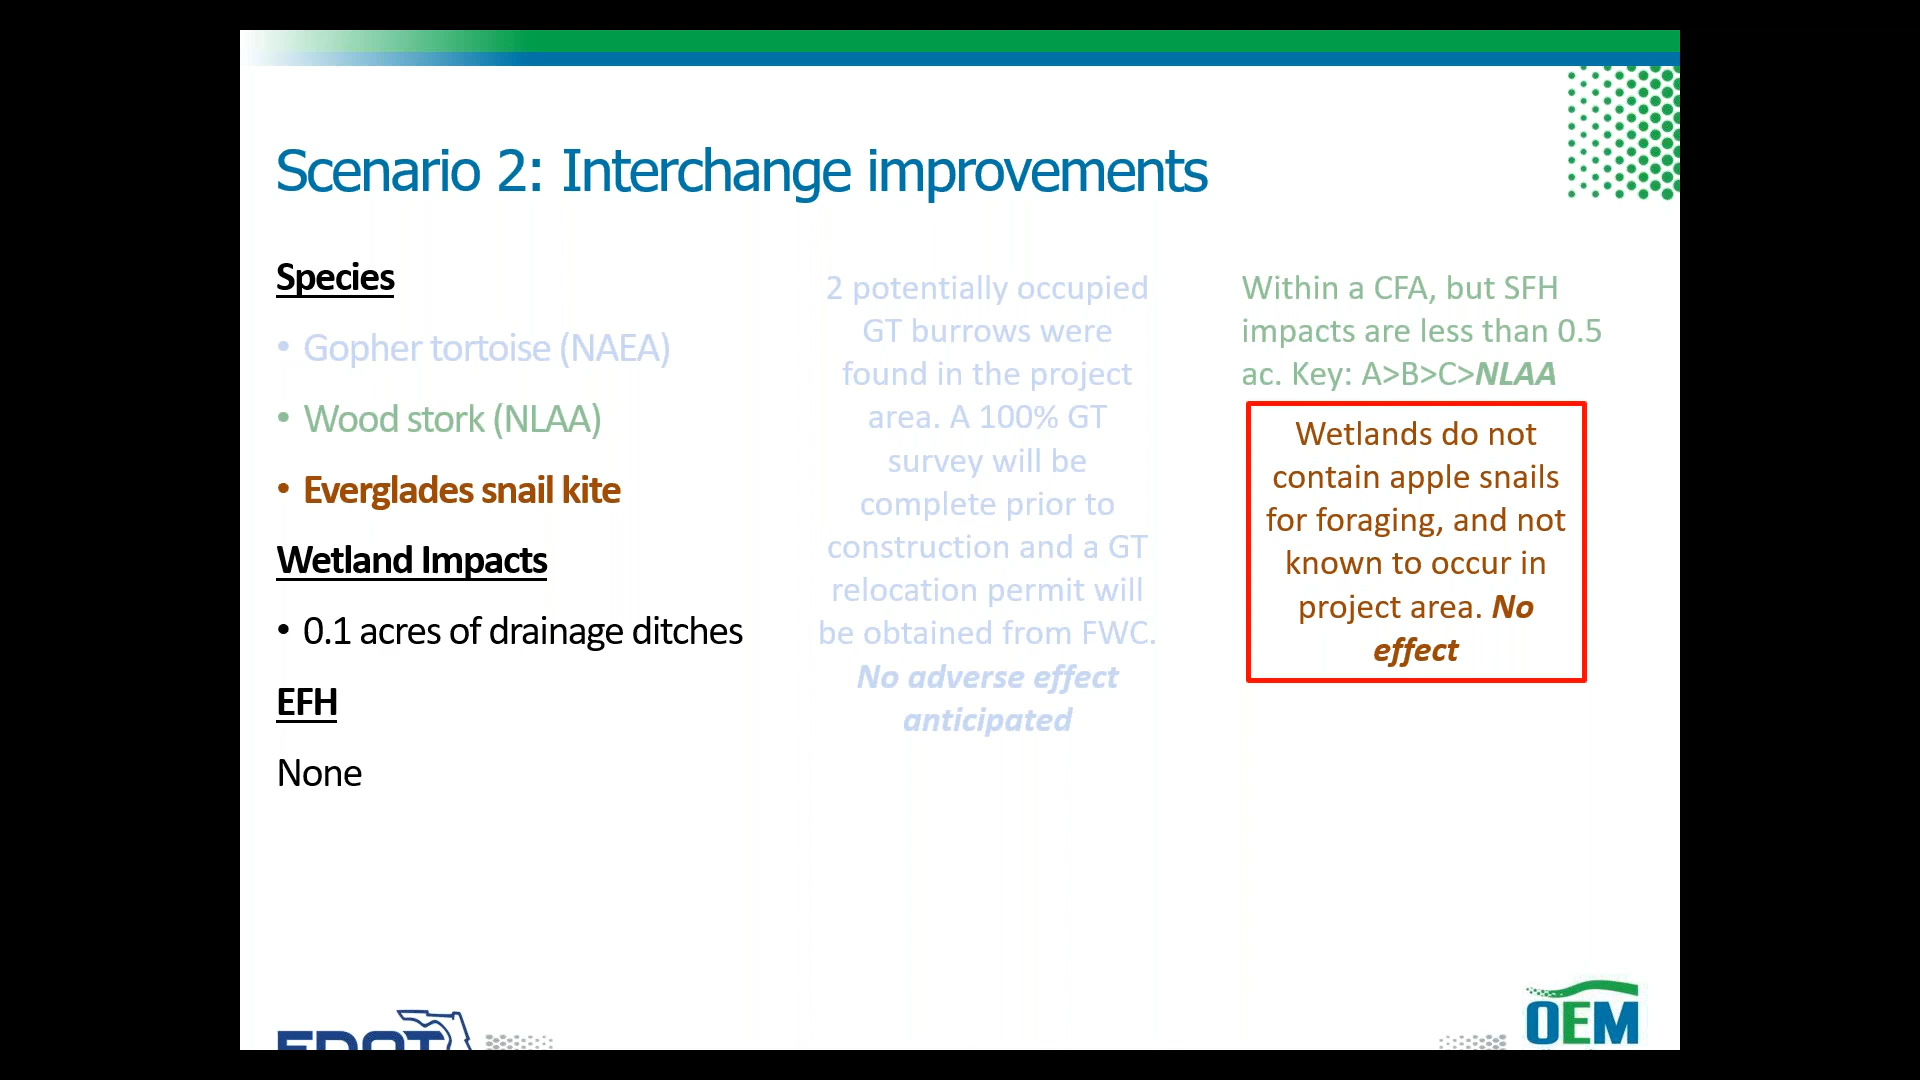 Scenario 2: Interchange improvements
Species
• Gopher tortoise (NAEA)
• Wood stork (NLAA)
• Everglades snail kite
Wetland Impacts
• 0.1 acres of drainage ditches
EFH
None
2 potentially occupied
GT burrows were
found in the project
area. A 100% GT
survey will be
complete prior to
construction and a GT
relocation permit will
be obtained from FWC.
No adverse effect
anticipated
Within a CFA, but SFH
impacts are less than 0.5
ac. Key: A>B>C>NLAA
Wetlands do not
contain apple snails
for foraging, and not
known to occur in
project area. No
effect
FDOT
OEM